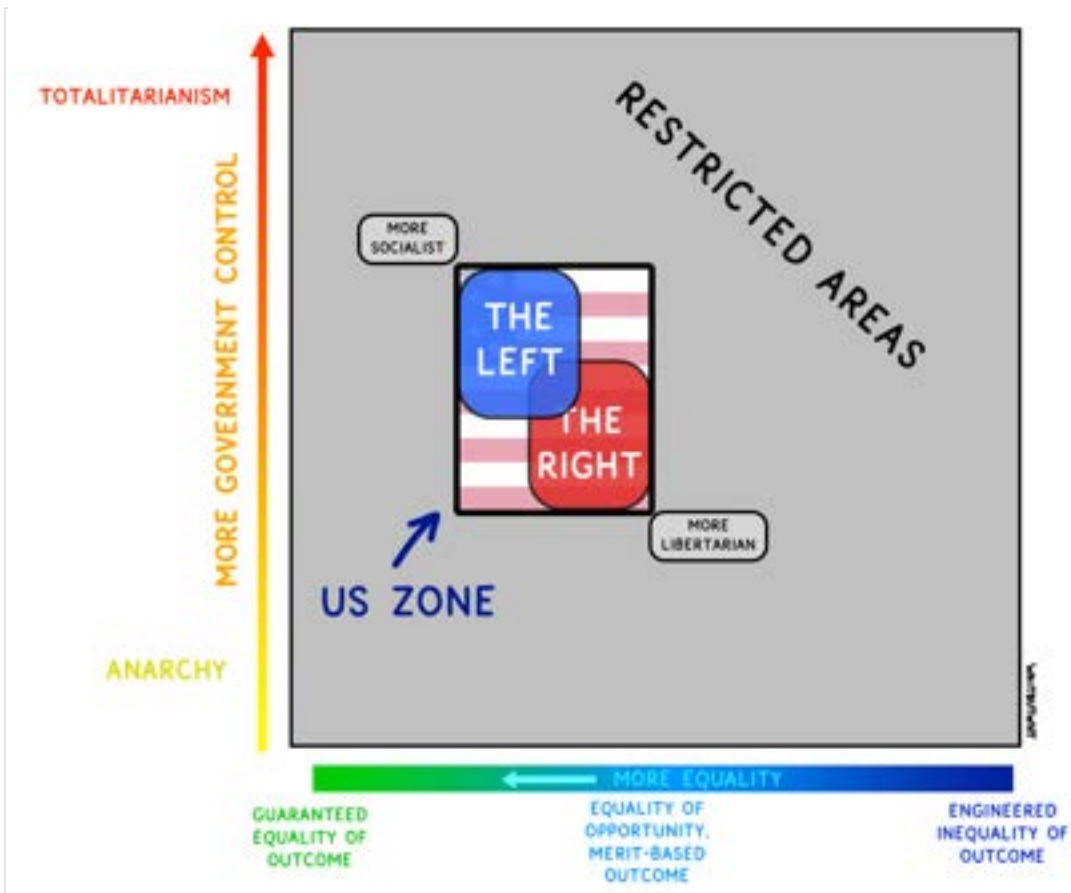 TOTALITARIANISM
MORE GOVERNMENT CONTROL
ANARCHY
RESTRICTED AREAS
MORE
SOCIALIST
THE
LEFT
THE
RIGHT
MORE
LIBERTARIAN
US ZONE
MORE EQUALITY
GUARANTEED
EQUALITY OF
OUTCOME
EQUALITY OF
OPPORTUNITY.
MERIT-BASED
OUTCOME
ENGINEERED
INEQUALITY OF
OUTCOME